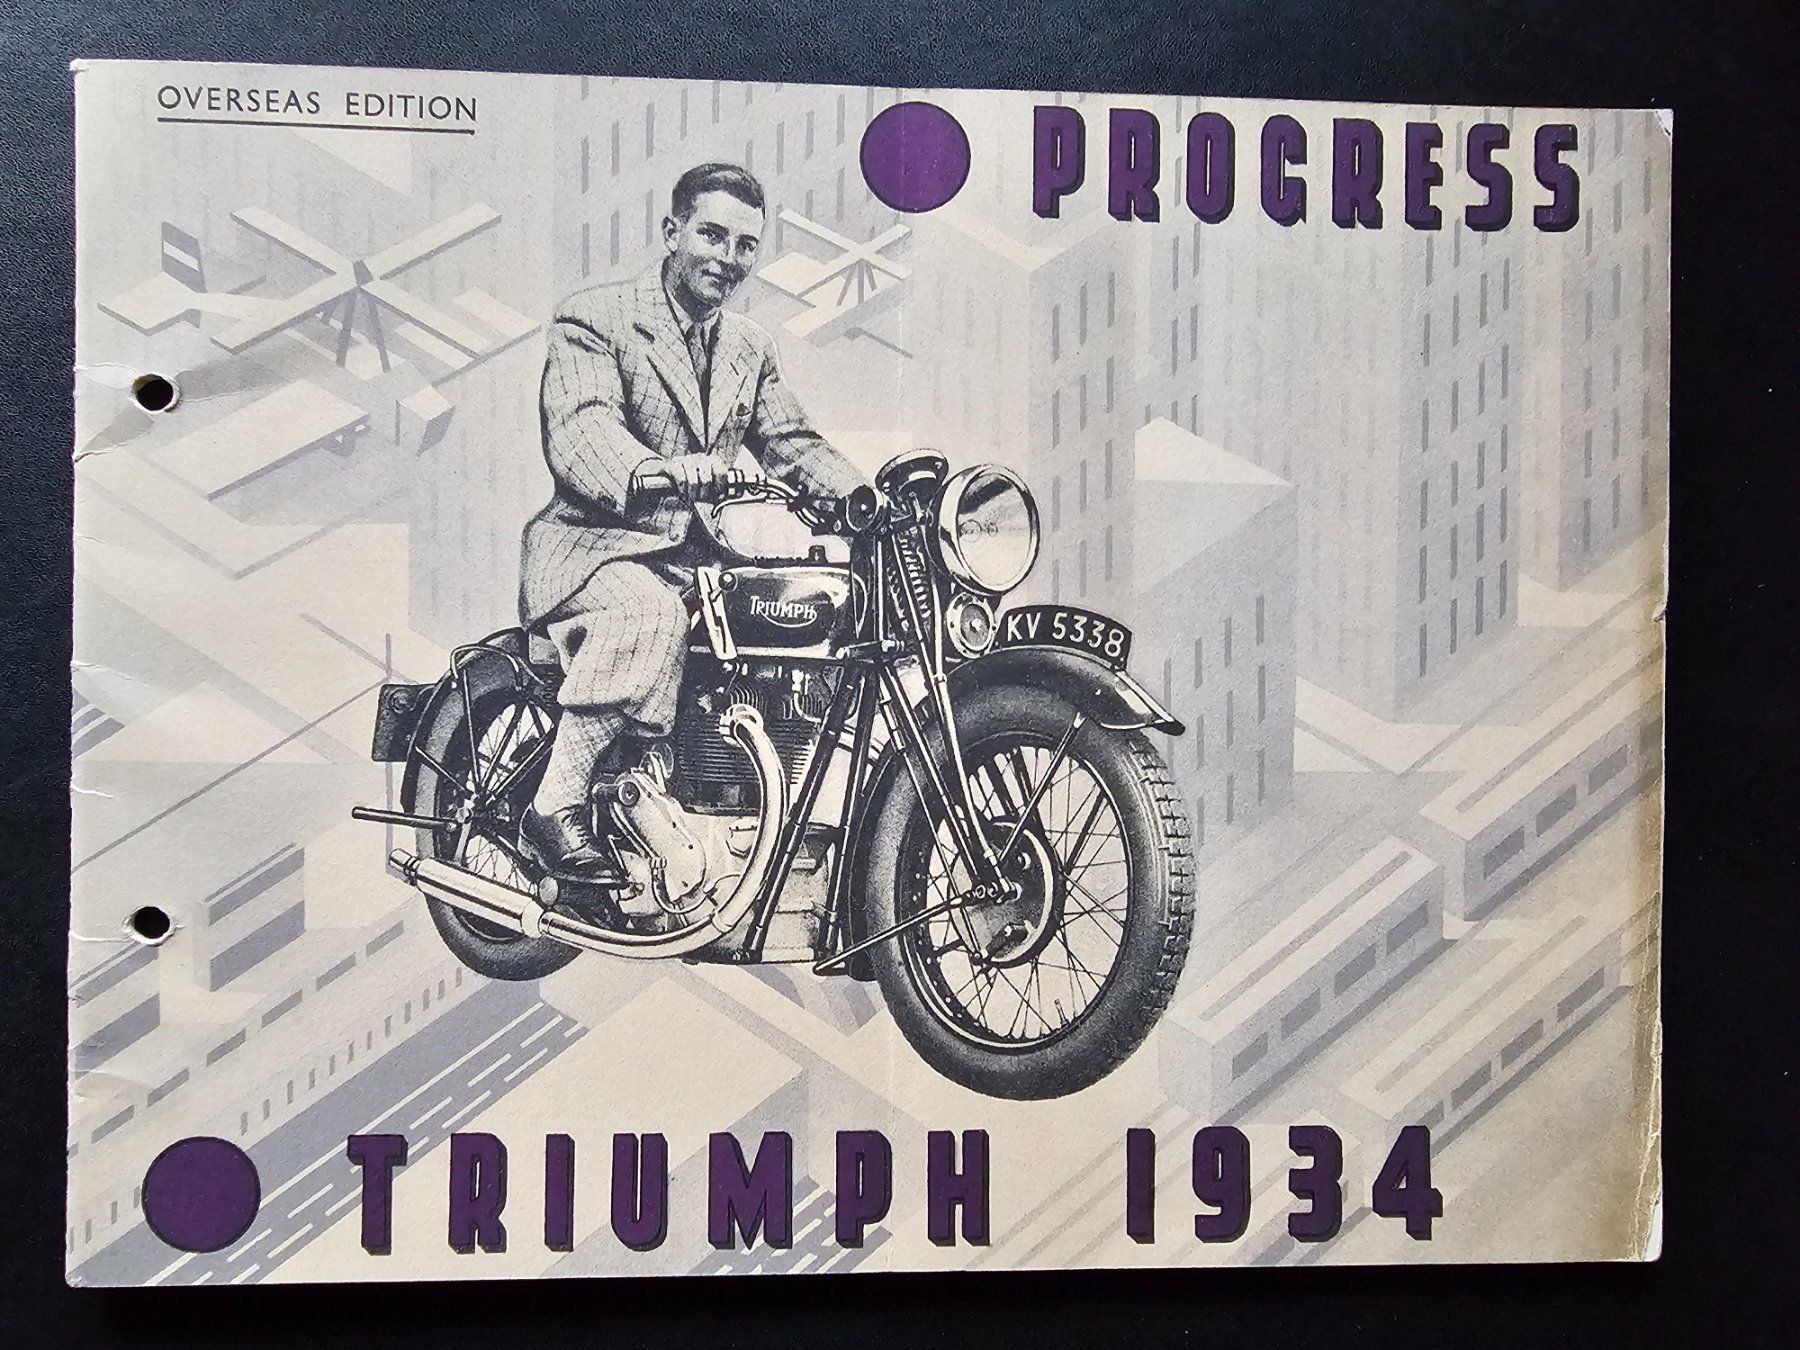 OVERSEAS EDITION
PROGRESS
TRIUMPH
KV 5338
TRIUMPH 1934